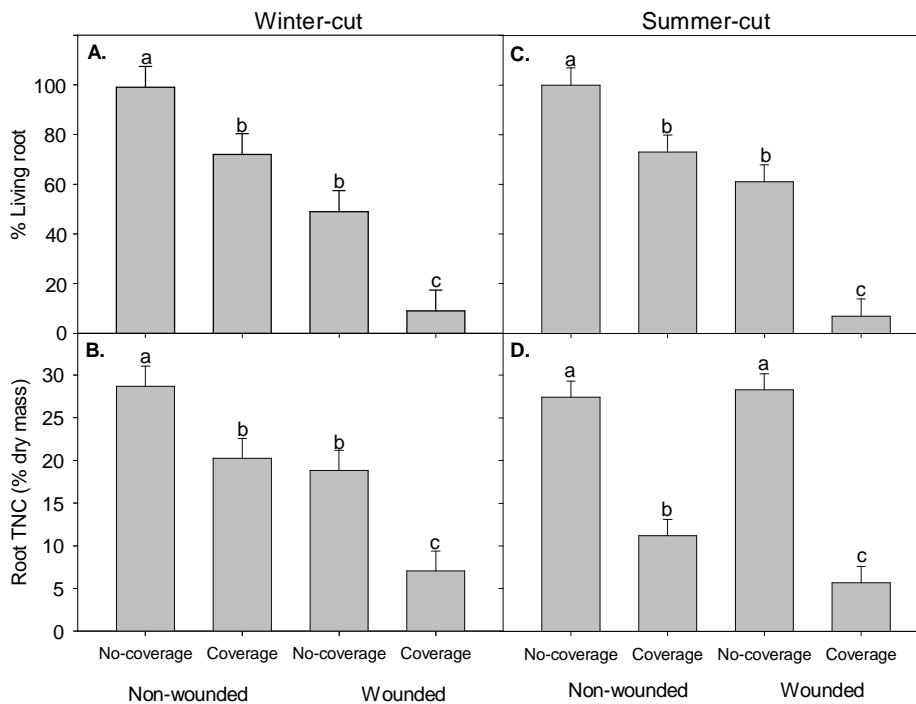 Winter-cut
Summer-cut
A.
a
b
b
c
100
80
60
40
20
0
% Living root
C.
a
b
b
c
B.
a
b
b
c
30
25
20
15
10
5
0
Root TNC (% dry mass)
D.
a
b
a
c
No-coverage Coverage No-coverage Coverage
Non-wounded Wounded
No-coverage Coverage No-coverage Coverage
Non-wounded Wounded